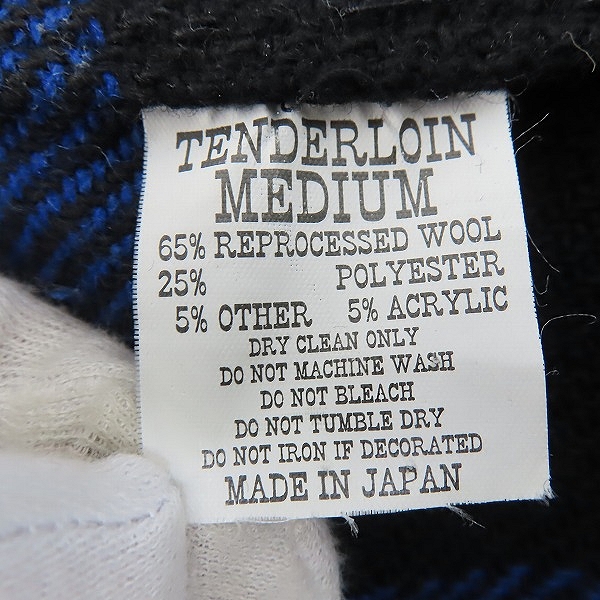 TENDERLOIN
MEDIUM
65% REPROCESSED WOOL
25% POLYESTER
5% OTHER 5% ACRYLIC
DRY CLEAN ONLY
DO NOT MACHINE WASH
DO NOT BLEACH
DO NOT TUMBLE DRY
DO NOT IRON IF DECORATED
MADE IN JAPAN